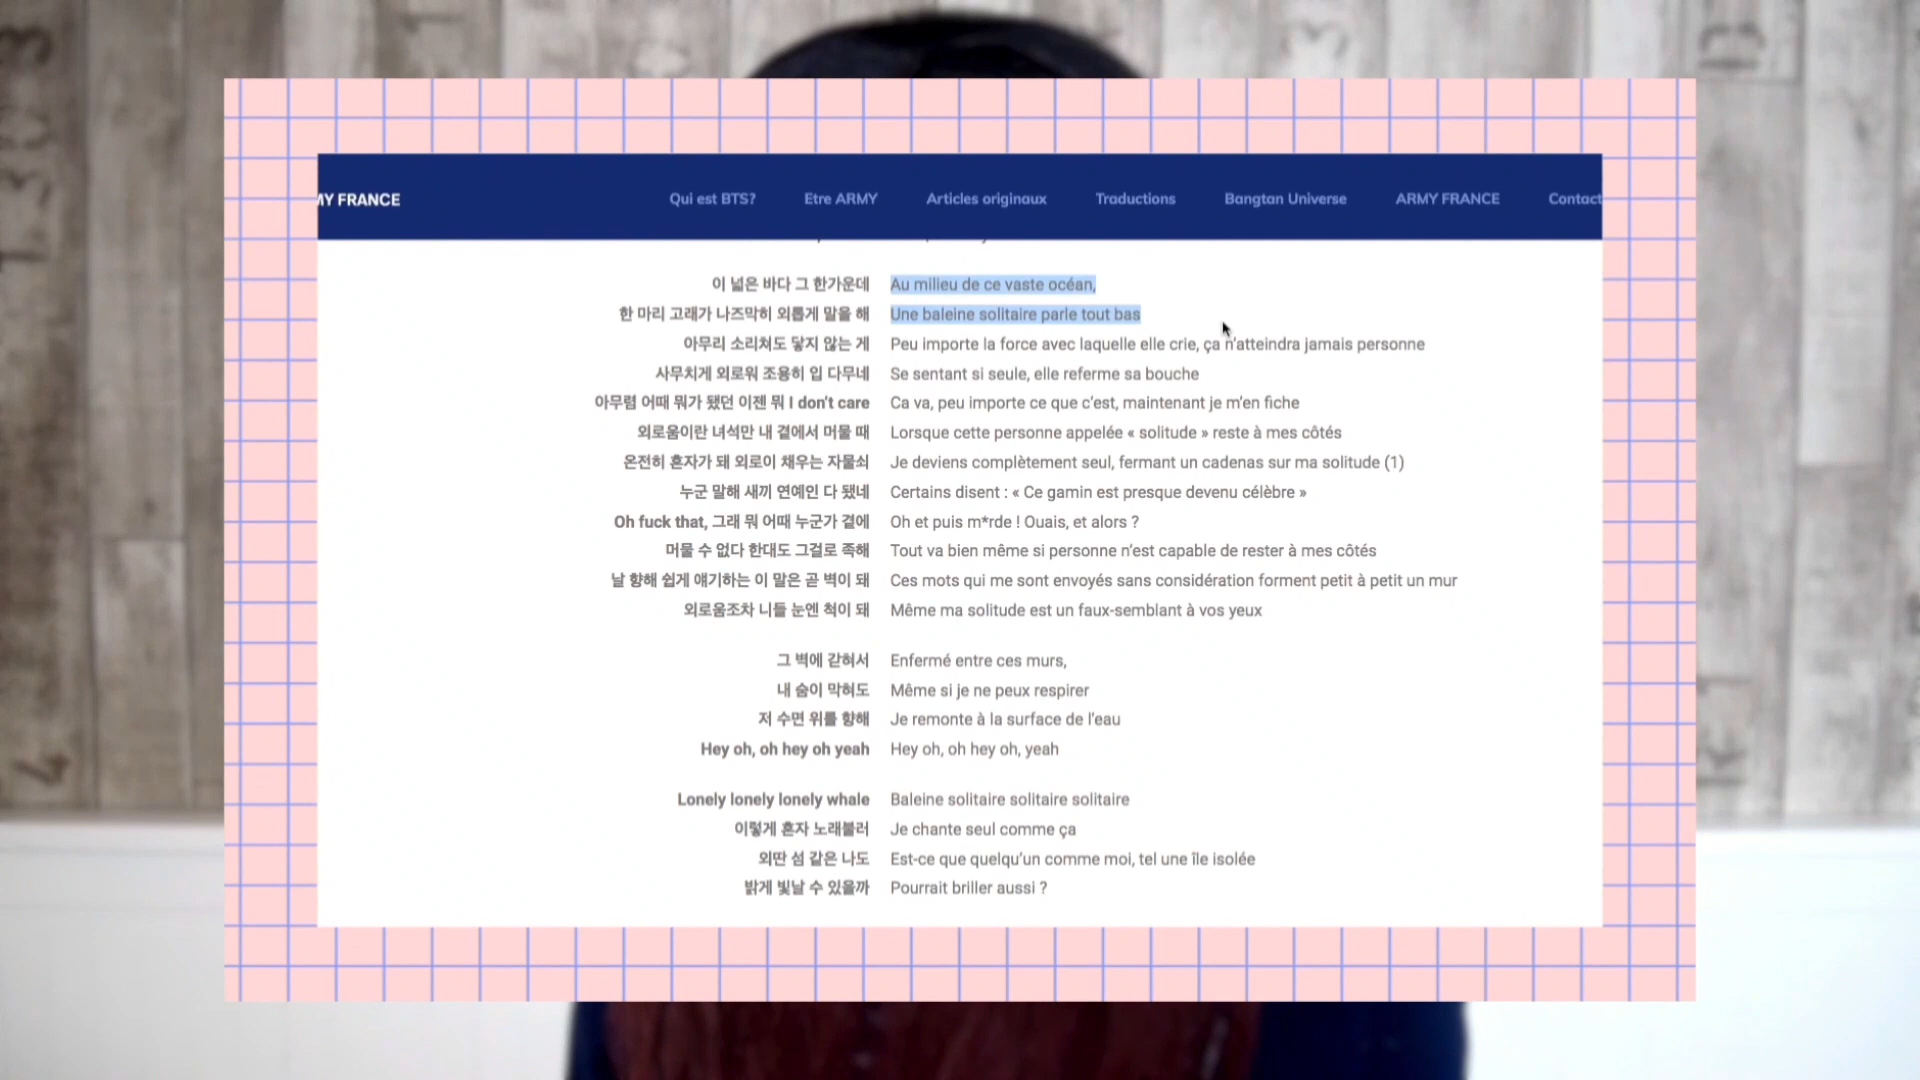 MY FRANCE Qui est BTS? Etre ARMY Articles originaux Traductions Bangtan Universe ARMY FRANCE Contact
이 넓은 바다 그 한가운데 Au milieu de ce vaste océan,
한 마리 고래가 나즈막히 외롭게 말을 해 Une baleine solitaire parle tout bas
아무리 소리쳐도 닿지 않는 게 Peu importe la force avec laquelle elle crie, ça n'atteindra jamais personne
사무치게 외로워 조용히 입 다무네 Se sentant si seule, elle referme sa bouche
아무렴 어때 뭐가 됐던 이젠 뭐 I don't care Ca va, peu importe ce que c'est, maintenant je m'en fiche
외로움이란 녀석만 내 곁에서 머물 때 Lorsque cette personne appelée « solitude » reste à mes côtés
온전히 혼자가 돼 외로이 채우는 자물쇠 Je deviens complètement seul, fermant un cadenas sur ma solitude (1)
누군 말해 새끼 연예인 다 됐네 Certains disent : « Ce gamin est presque devenu célèbre »
Oh fuck that, 그래 뭐 어때 누군가 곁에 Oh et puis m*rde ! Ouais, et alors ?
머물 수 없다 한대도 그걸로 족해 Tout va bien même si personne n'est capable de rester à mes côtés
날 향해 쉽게 얘기하는 이 말은 곧 벽이 돼 Ces mots qui me sont envoyés sans considération forment petit à petit un mur
외로움조차 니들 눈엔 척이 돼 Même ma solitude est un faux-semblant à vos yeux
그 벽에 갇혀서 Enfermé entre ces murs,
내 숨이 막혀도 Même si je ne peux respirer
저 수면 위를 향해 Je remonte à la surface de l'eau
Hey oh, oh hey oh yeah Hey oh, oh hey oh, yeah
Lonely lonely lonely whale Baleine solitaire solitaire solitaire
이렇게 혼자 노래불러 Je chante seul comme ça
외딴 섬 같은 나도 Est-ce que quelqu'un comme moi, tel une île isolée
밝게 빛날 수 있을까 Pourrait briller aussi ?